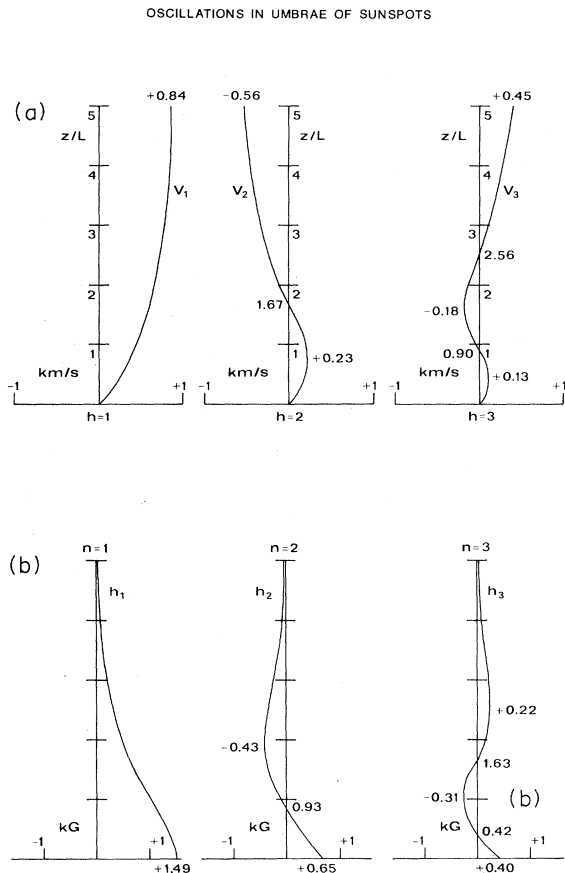 OSCILLATIONS IN UMBRAE OF SUNSPOTS
+0.84 -0.56 +0.45
(a)
5 5 5
z/L z/L z/L
4 4 4
V1 V2 V3
3 3 3
2.56
2 2 2
1.67 -0.18
1 1 0.90 1
+0.23
km/s km/s km/s +0.13
-1 +1 -1 +1 -1 +1
h=1 h=2 h=3
n=1 n=2 n=3
(b)
h1 h2 h3
+0.22
-0.43
1.63
-0.31 (b)
0.93
kG kG kG 0.42
-1 +1 -1 +1 -1 +1
+1.49 +0.65 +0.40